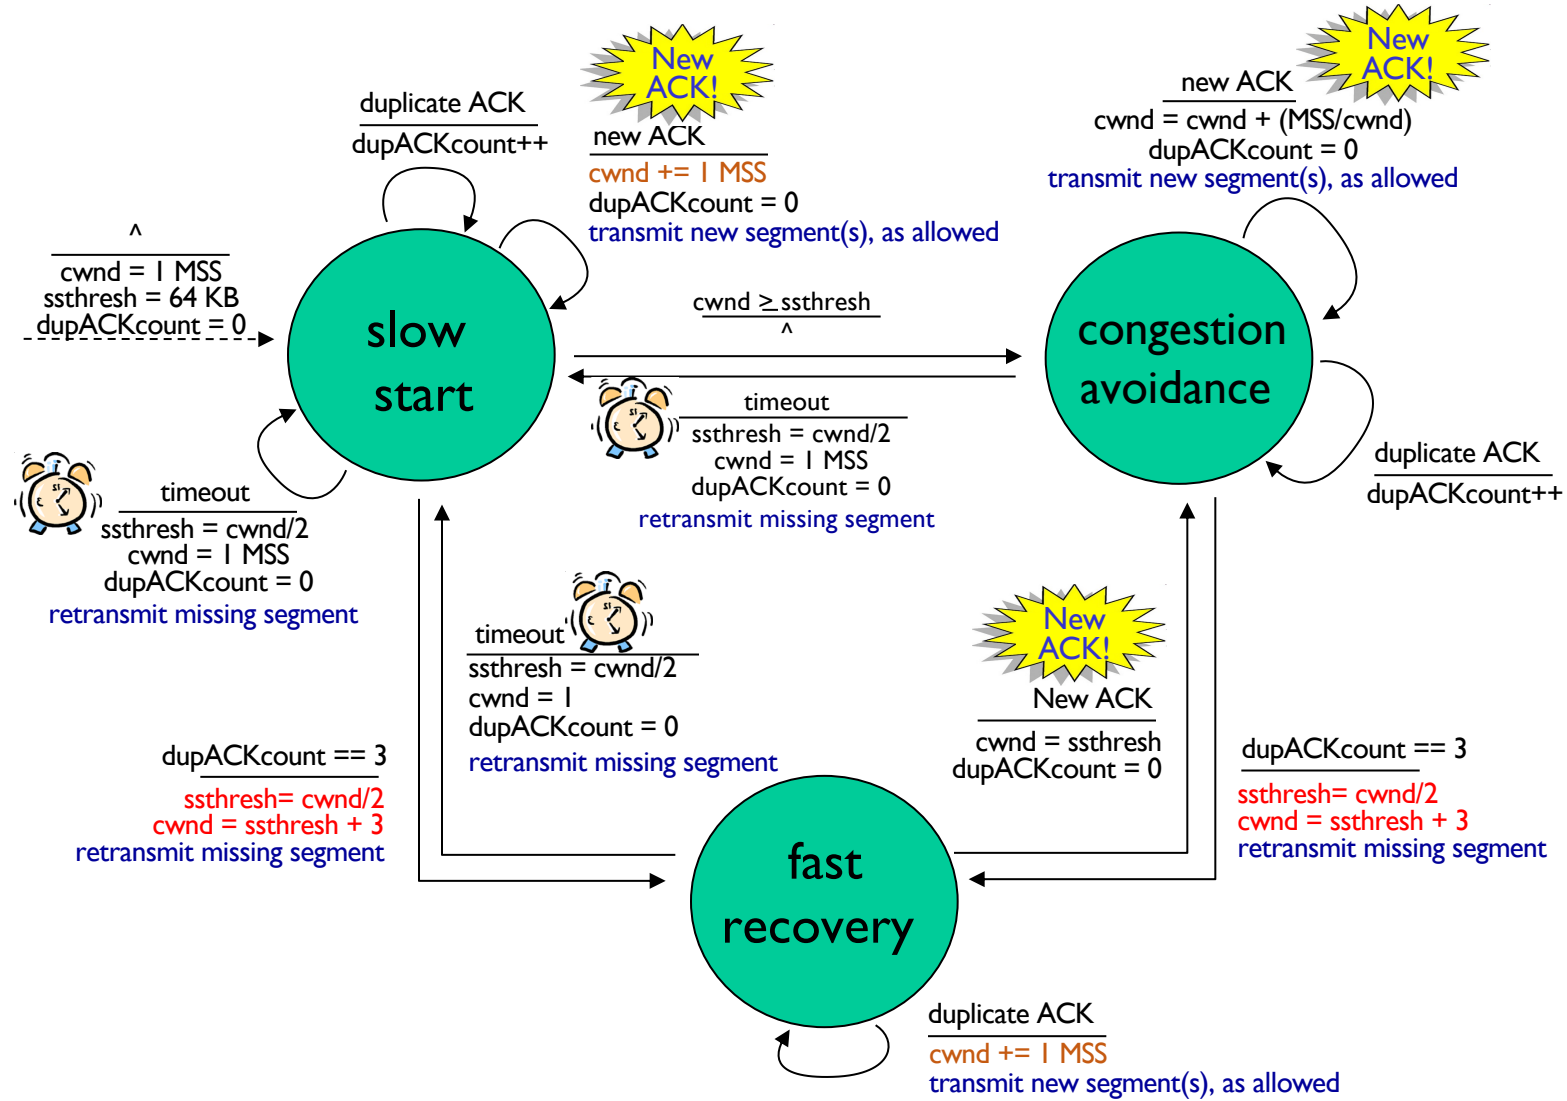 New
ACK!
duplicate ACK
dupACKcount++
new ACK
cwnd += 1 MSS
dupACKcount = 0
transmit new segment(s), as allowed
New
ACK!
new ACK
cwnd = cwnd + (MSS/cwnd)
dupACKcount = 0
transmit new segment(s), as allowed
^
cwnd = 1 MSS
ssthresh = 64 KB
dupACKcount = 0
slow
start
cwnd ≥ ssthresh
^
congestion
avoidance
timeout
ssthresh = cwnd/2
cwnd = 1 MSS
dupACKcount = 0
retransmit missing segment
duplicate ACK
dupACKcount++
timeout
ssthresh = cwnd/2
cwnd = 1 MSS
dupACKcount = 0
retransmit missing segment
timeout
ssthresh = cwnd/2
cwnd = 1
dupACKcount = 0
retransmit missing segment
New
ACK!
New ACK
cwnd = ssthresh
dupACKcount = 0
dupACKcount == 3
ssthresh= cwnd/2
cwnd = ssthresh + 3
retransmit missing segment
dupACKcount == 3
ssthresh= cwnd/2
cwnd = ssthresh + 3
retransmit missing segment
fast
recovery
duplicate ACK
cwnd += 1 MSS
transmit new segment(s), as allowed